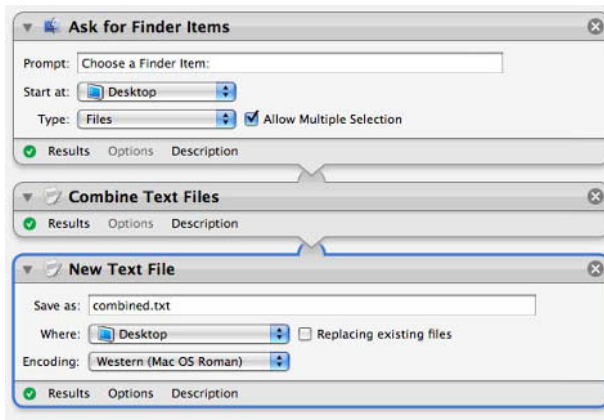 Ask for Finder Items
Prompt: Choose a Finder Item:
Start at: Desktop
Type: Files Allow Multiple Selection
Results Options Description
Combine Text Files
Results Options Description
New Text File
Save as: combined.txt
Where: Desktop Replacing existing files
Encoding: Western (Mac OS Roman)
Results Options Description